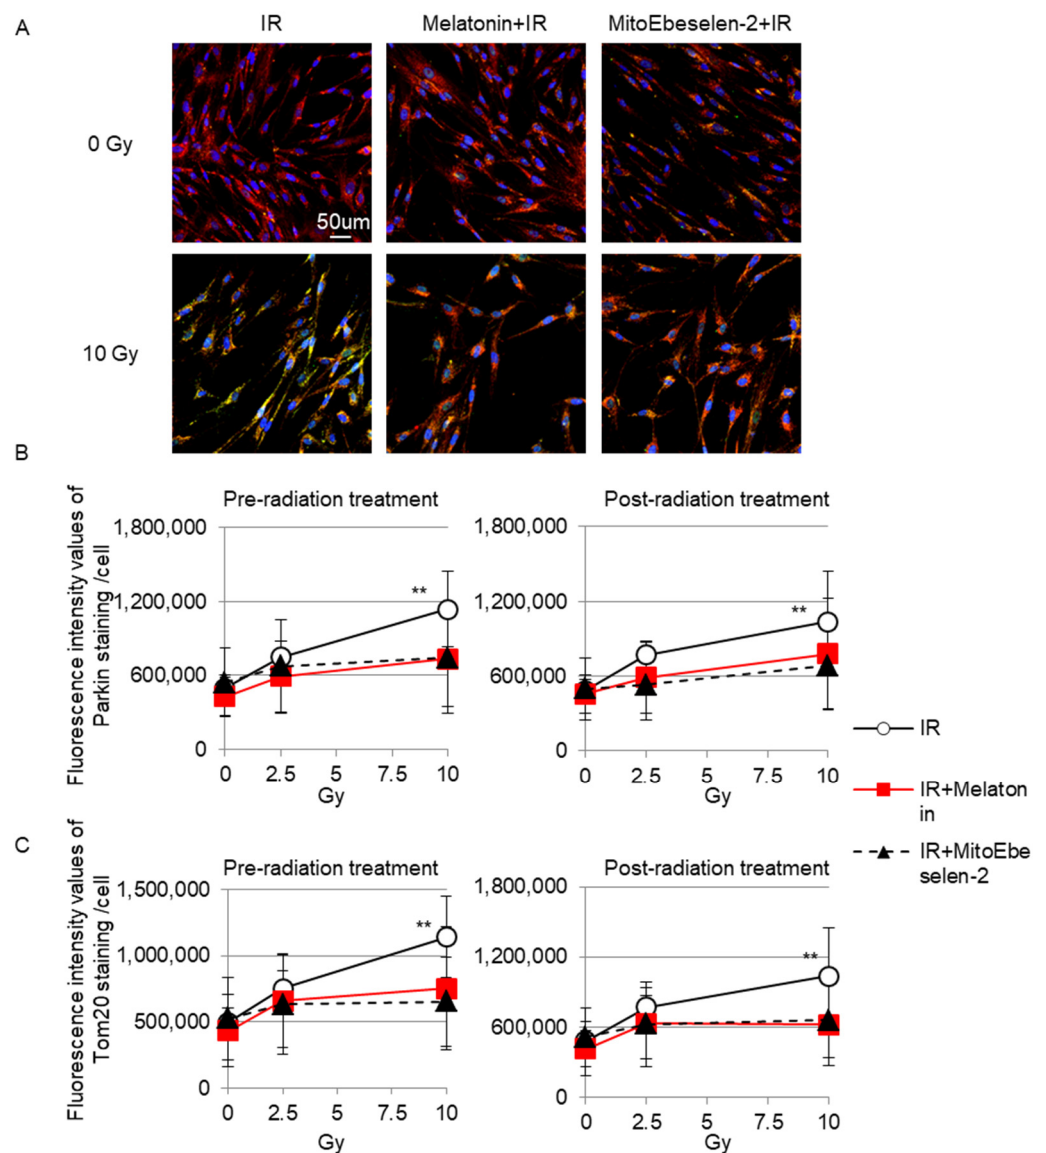 A
IR
Melatonin+IR
MitoEbeselen-2+IR
0 Gy
50um
10 Gy
B
Pre-radiation treatment
Post-radiation treatment
Fluorescence intensity values of
Parkin staining /cell
1,800,000
1,200,000
600,000
0
**
0
2.5
5
7.5
10
Gy
1,800,000
1,200,000
600,000
0
**
0
2.5
5
7.5
10
Gy
IR
IR+Melaton
in
IR+MitoEbe
selen-2
C
Pre-radiation treatment
Post-radiation treatment
Fluorescence intensity values of
Tom20 staining /cell
1,500,000
1,000,000
500,000
0
**
0
2.5
5
7.5
10
Gy
1,800,000
1,200,000
600,000
0
**
0
2.5
5
7.5
10
Gy